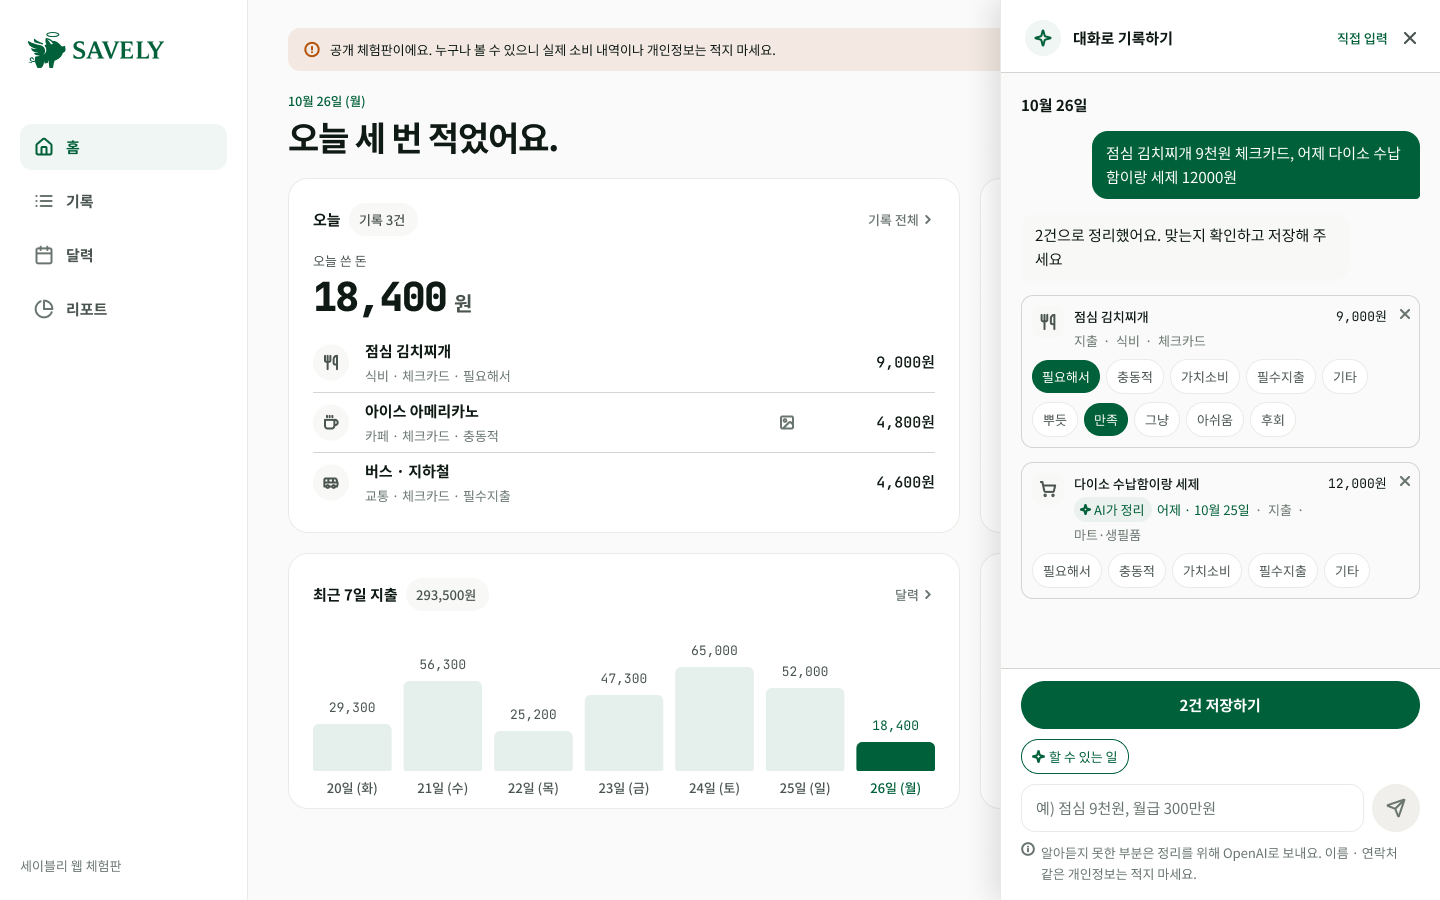 SAVELY
홈
기록
달력
리포트
세이블리 웹 체험판
공개 체험판이에요. 누구나 볼 수 있으니 실제 소비 내역이나 개인정보는 적지 마세요.
10월 26일 (월)
오늘 세 번 적었어요.
오늘 기록 3건 기록 전체
오늘 쓴 돈
18,400 원
점심 김치찌개 9,000원
식비 · 체크카드 · 필요해서
아이스 아메리카노 4,800원
카페 · 체크카드 · 충동적
버스 · 지하철 4,600원
교통 · 체크카드 · 필수지출
최근 7일 지출 293,500원 달력
29,300 56,300 25,200 47,300 65,000 52,000 18,400
20일 (화) 21일 (수) 22일 (목) 23일 (금) 24일 (토) 25일 (일) 26일 (월)
대화로 기록하기 직접 입력
10월 26일
점심 김치찌개 9천원 체크카드, 어제 다이소 수납
함이랑 세제 12000원
2건으로 정리했어요. 맞는지 확인하고 저장해 주
세요
점심 김치찌개 9,000원
지출 · 식비 · 체크카드
필요해서 충동적 가치소비 필수지출 기타
뿌듯 만족 그냥 아쉬움 후회
다이소 수납함이랑 세제 12,000원
AI가 정리 어제 · 10월 25일 · 지출 ·
마트·생필품
필요해서 충동적 가치소비 필수지출 기타
2건 저장하기
할 수 있는 일
예) 점심 9천원, 월급 300만원
알아듣지 못한 부분은 정리를 위해 OpenAI로 보내요. 이름 · 연락처
같은 개인정보는 적지 마세요.